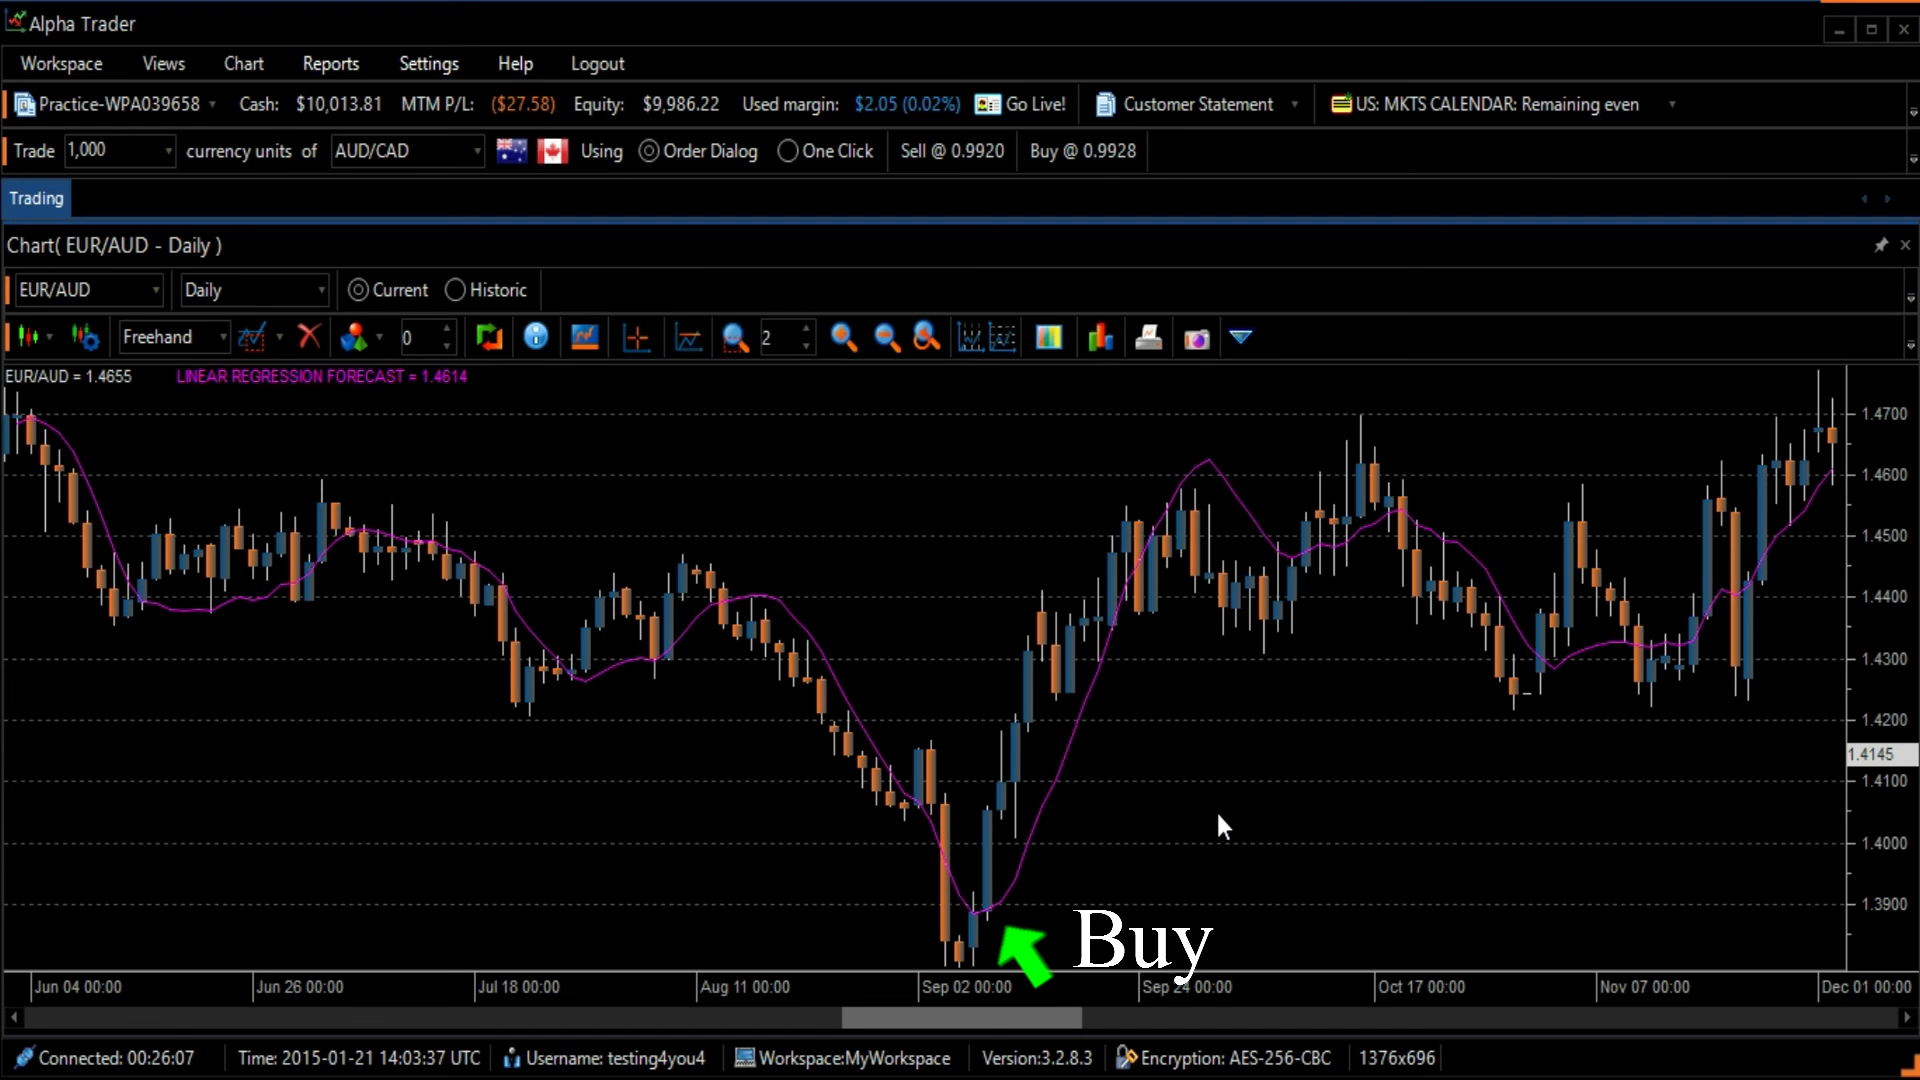 Alpha Trader
Workspace Views Chart Reports Settings Help Logout
Practice-WPA039658 Cash: $10,013.81 MTM P/L: ($27.58) Equity: $9,986.22 Used margin: $2.05 (0.02%) Go Live! Customer Statement US: MKTS CALENDAR: Remaining even
Trade 1,000 currency units of AUD/CAD Using Order Dialog One Click Sell @ 0.9920 Buy @ 0.9928
Trading
Chart( EUR/AUD - Daily )
EUR/AUD Daily Current Historic
Freehand 0 2
EUR/AUD = 1.4655 LINEAR REGRESSION FORECAST = 1.4614
1.4700
1.4600
1.4500
1.4400
1.4300
1.4200
1.4145
1.4100
1.4000
1.3900
Buy
Jun 04 00:00 Jun 26 00:00 Jul 18 00:00 Aug 11 00:00 Sep 02 00:00 Sep 24 00:00 Oct 17 00:00 Nov 07 00:00 Dec 01 00:00
Connected: 00:26:07 Time: 2015-01-21 14:03:37 UTC Username: testing4you4 Workspace:MyWorkspace Version:3.2.8.3 Encryption: AES-256-CBC 1376x696